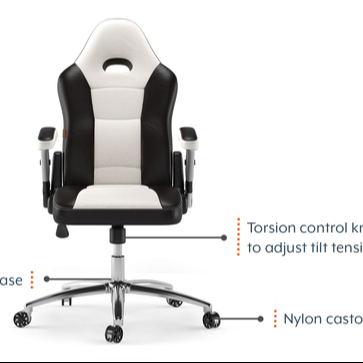 Torsion control kn
to adjust tilt tensi
ase
Nylon casto